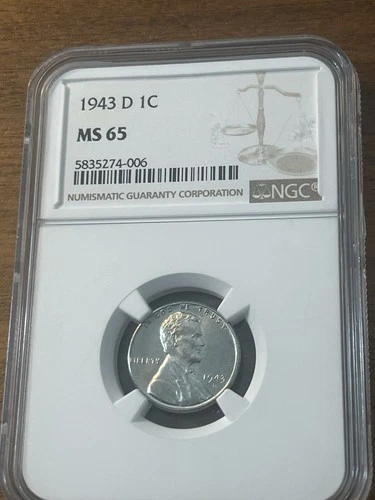 1943 D 1C
MS 65
5835274-006
NUMISMATIC GUARANTY CORPORATION
NGC®
LIBERTY
1943